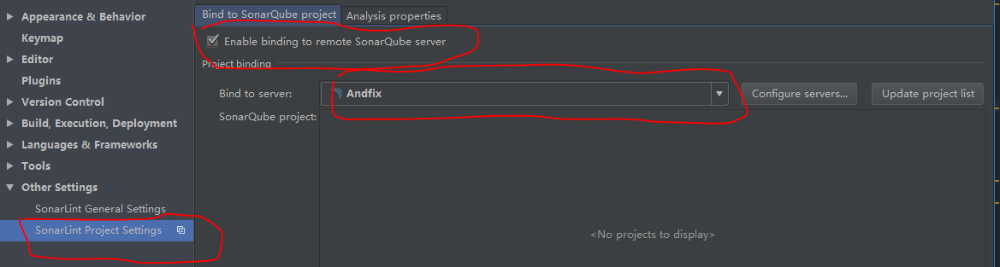 Appearance & Behavior
Keymap
Editor
Plugins
Version Control
Build, Execution, Deployment
Languages & Frameworks
Tools
Other Settings
SonarLint General Settings
SonarLint Project Settings
Bind to SonarQube project
Analysis properties
Enable binding to remote SonarQube server
Project binding
Bind to server:
Andfix
Configure servers...
Update project list
SonarQube project:
<No projects to display>